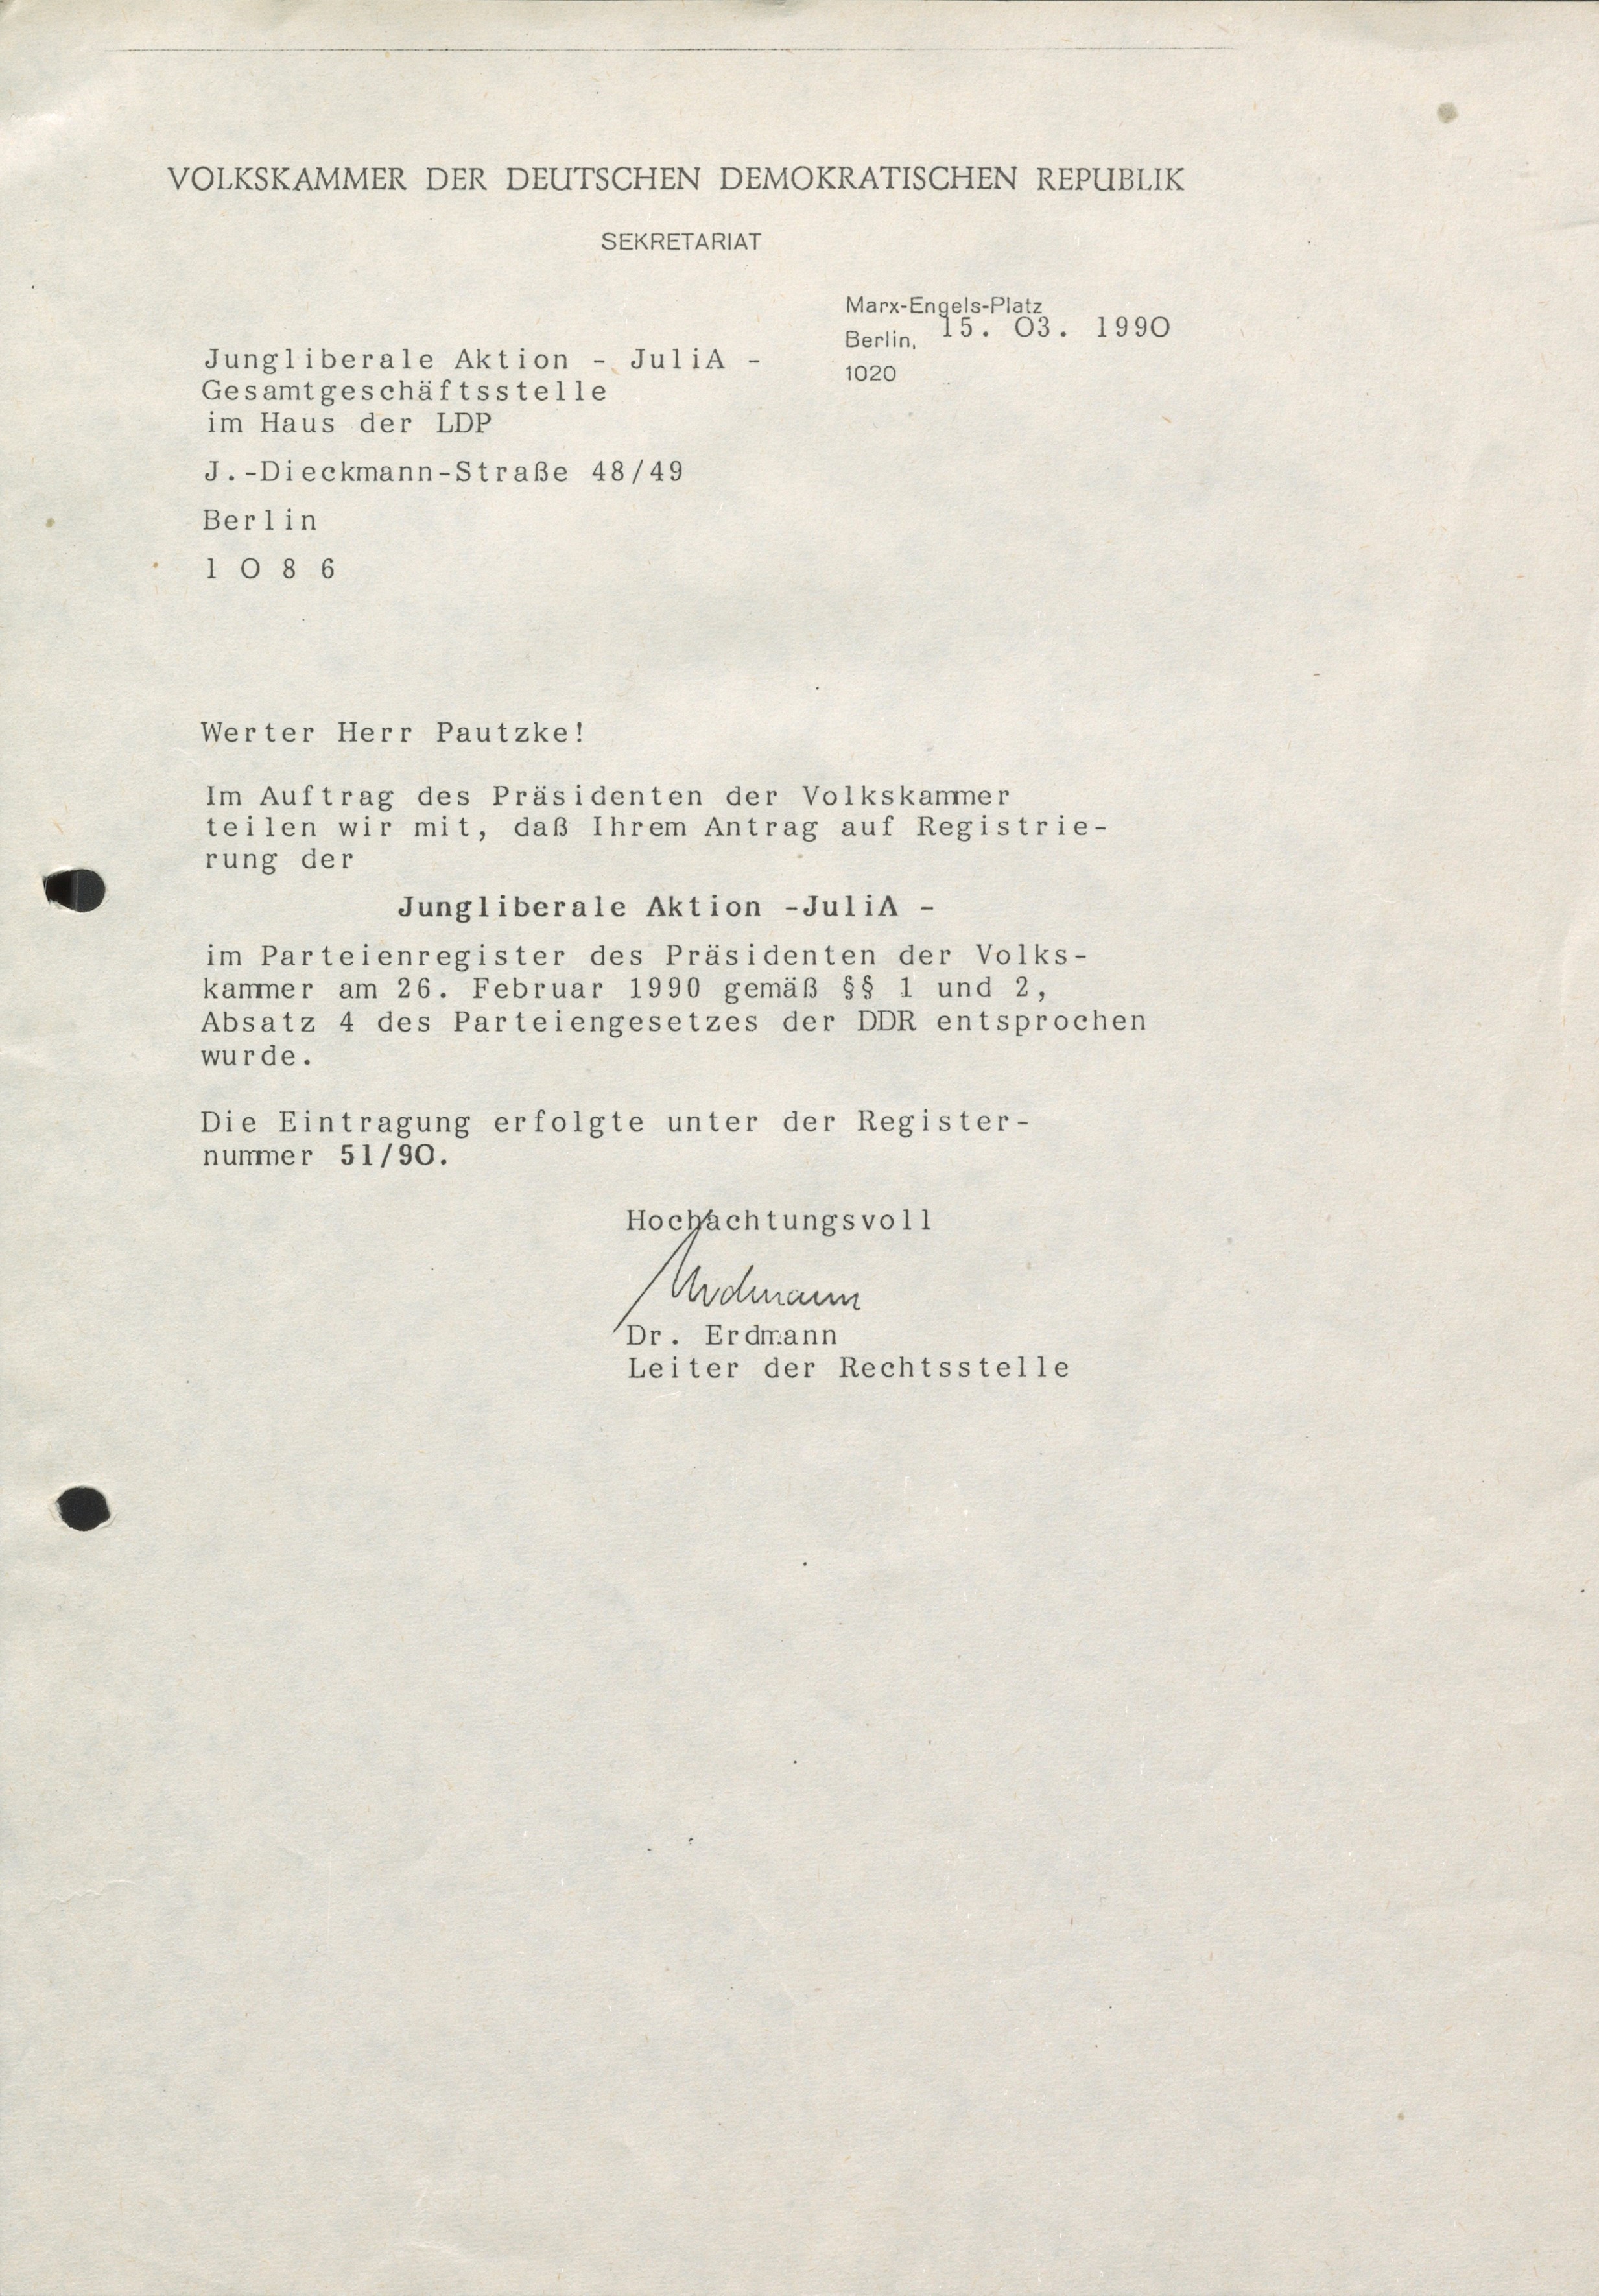 VOLKSKAMMER DER DEUTSCHEN DEMOKRATISCHEN REPUBLIK
SEKRETARIAT
Marx-Engels-Platz
Berlin, 15. 03. 1990
1020
Jungliberale Aktion - JuliA -
Gesamtgeschäftsstelle
im Haus der LDP
J.-Dieckmann-Straße 48/49
Berlin
1 0 8 6
Werter Herr Pautzke!
Im Auftrag des Präsidenten der Volkskammer
teilen wir mit, daß Ihrem Antrag auf Registrie-
rung der
Jungliberale Aktion -JuliA -
im Parteienregister des Präsidenten der Volks-
kammer am 26. Februar 1990 gemäß §§ 1 und 2,
Absatz 4 des Parteiengesetzes der DDR entsprochen
wurde.
Die Eintragung erfolgte unter der Register-
nummer 51/90.
Hochachtungsvoll
Erdmann
Dr. Erdmann
Leiter der Rechtsstelle